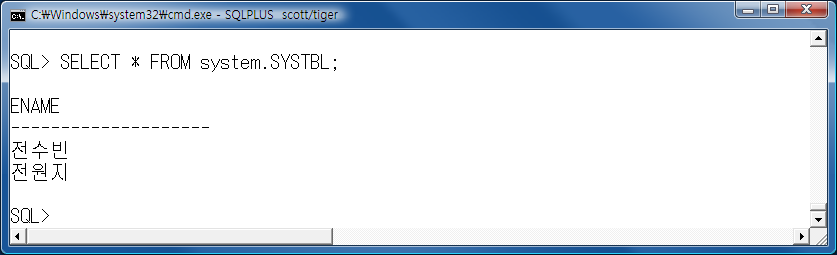 C:₩Windows₩system32₩cmd.exe - SQLPLUS  scott/tiger
SQL> SELECT * FROM system.SYSTBL;
ENAME
--------------------
전수빈
전원지
SQL>